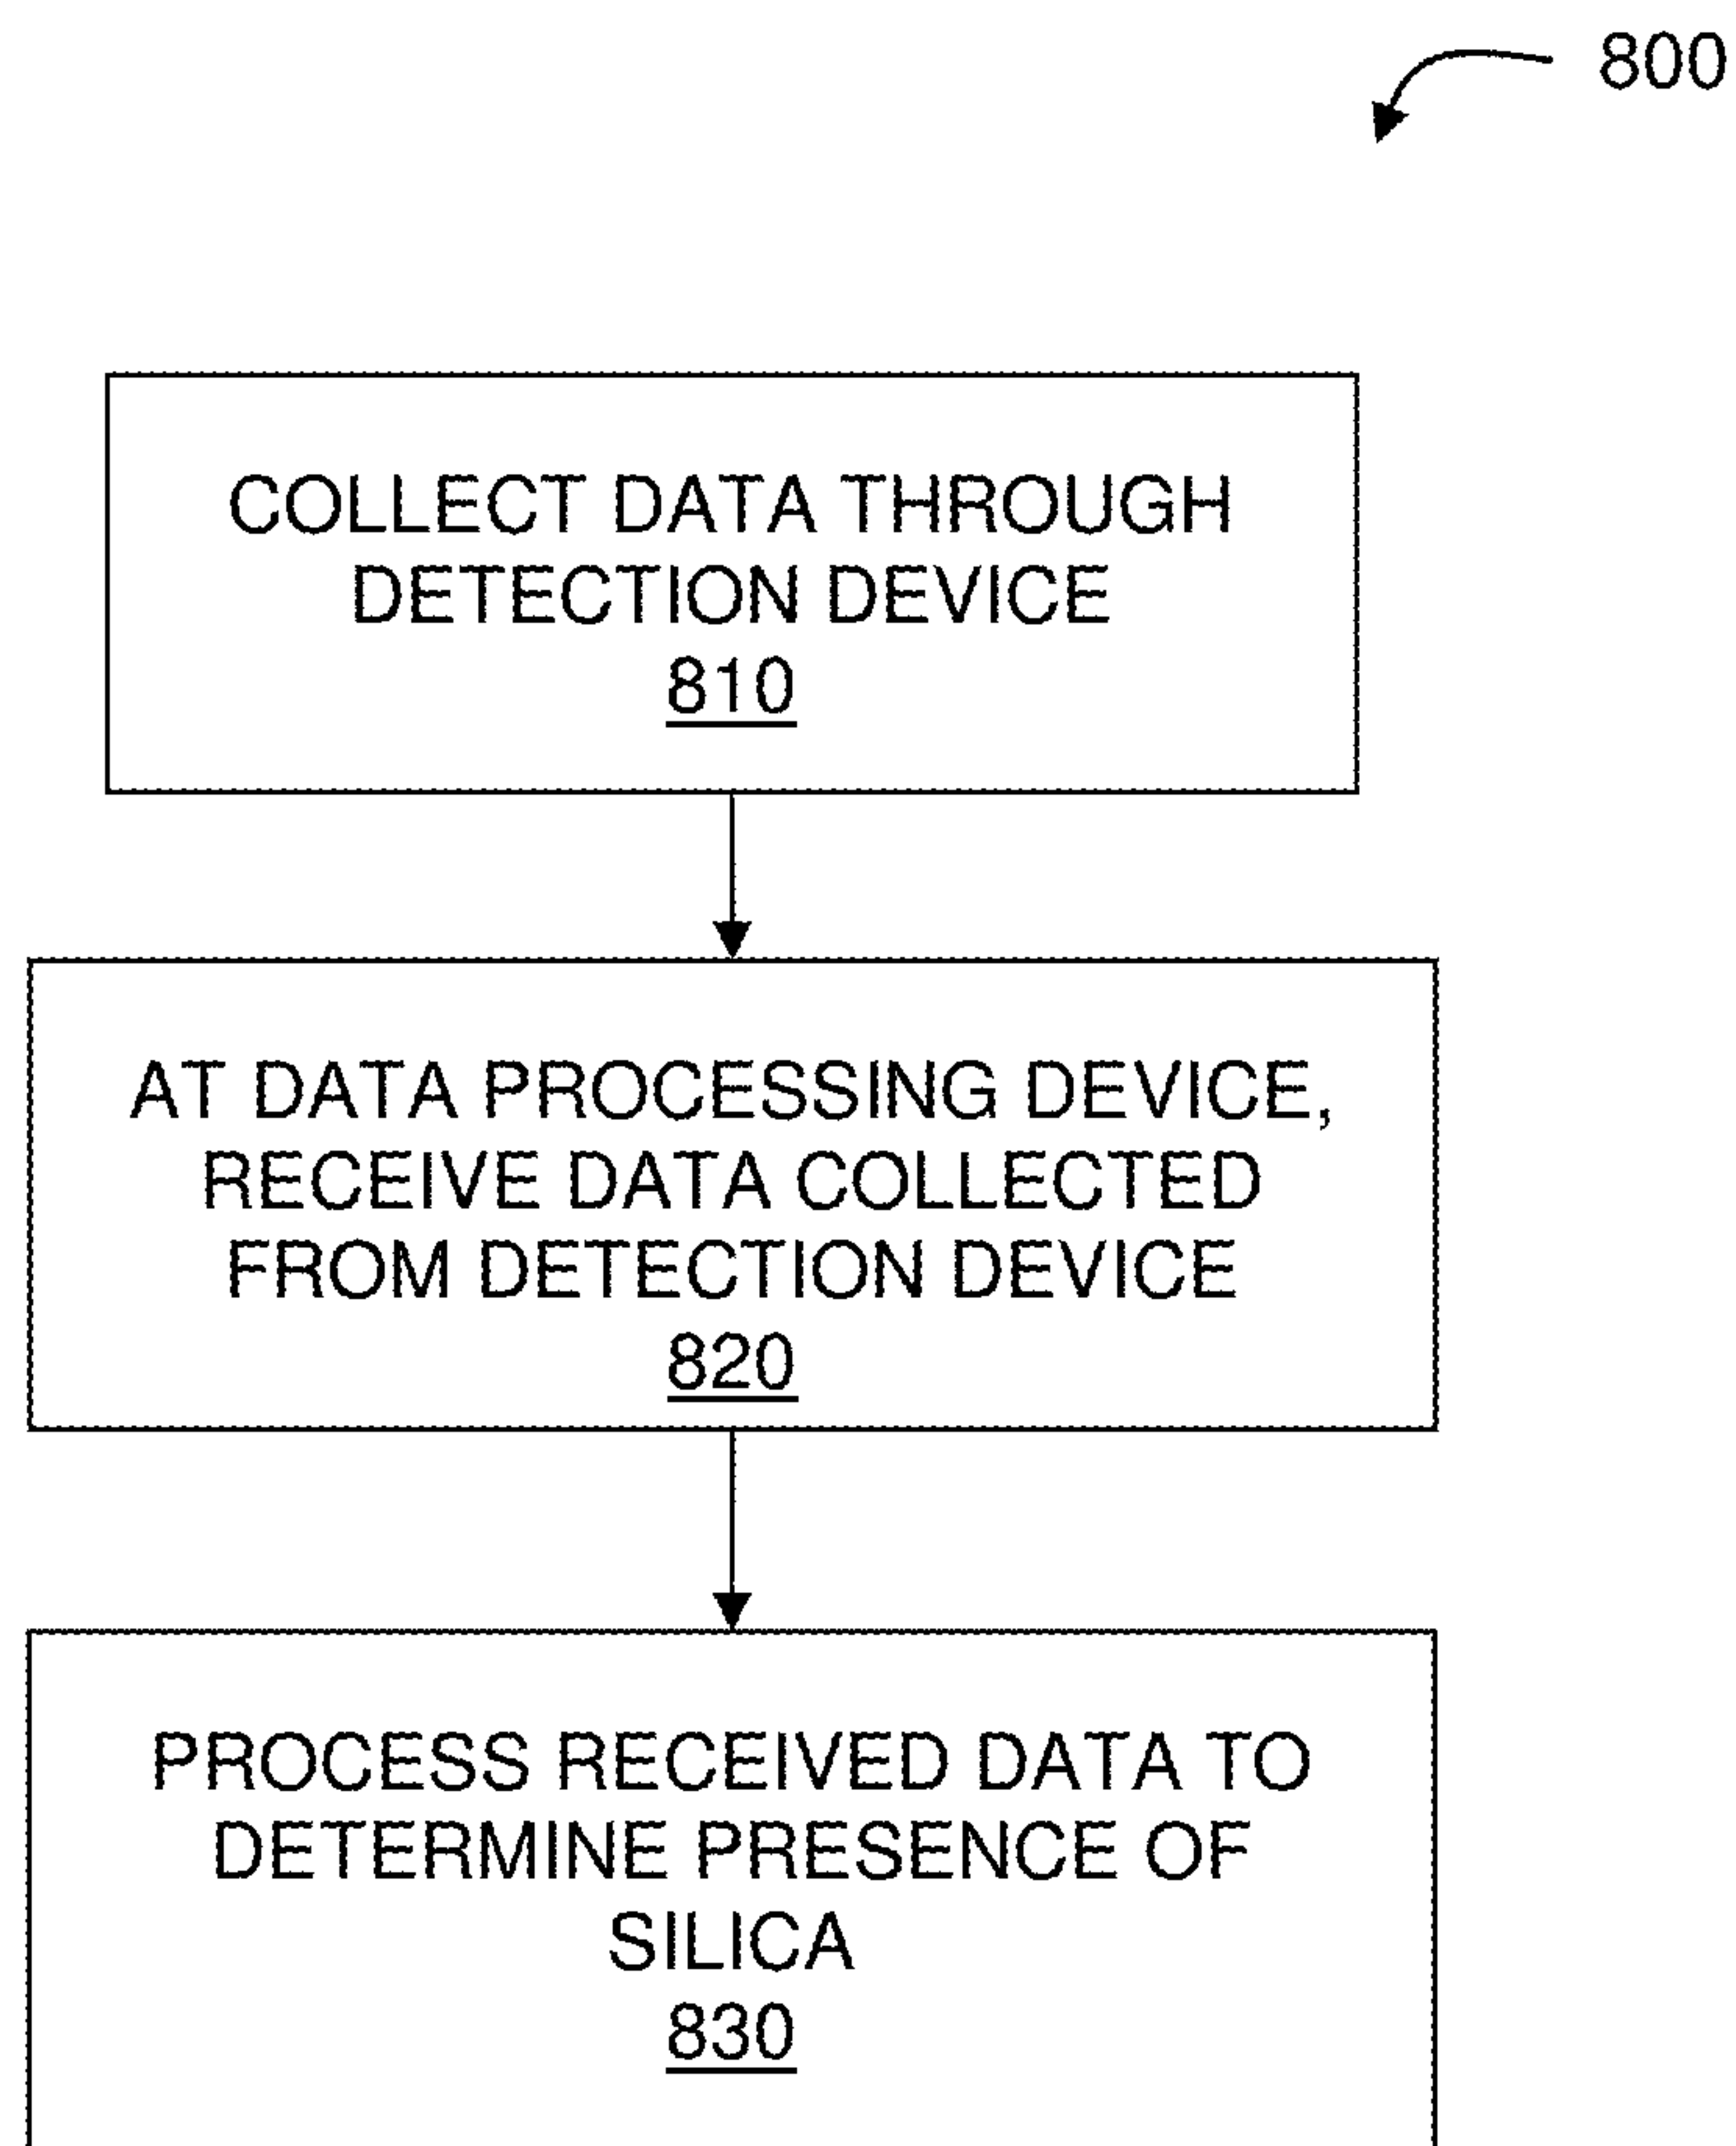 800
COLLECT DATA THROUGH
DETECTION DEVICE
810
AT DATA PROCESSING DEVICE,
RECEIVE DATA COLLECTED
FROM DETECTION DEVICE
820
PROCESS RECEIVED DATA TO
DETERMINE PRESENCE OF
SILICA
830